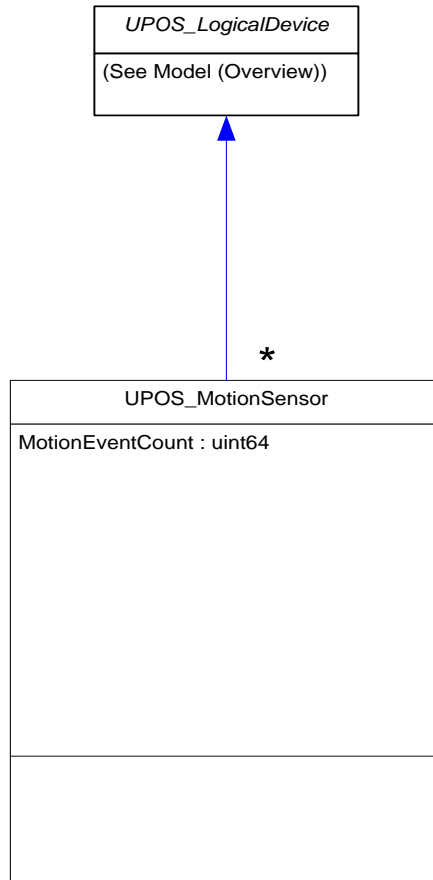 UPOS_LogicalDevice
(See Model (Overview))
*
UPOS_MotionSensor
MotionEventCount : uint64